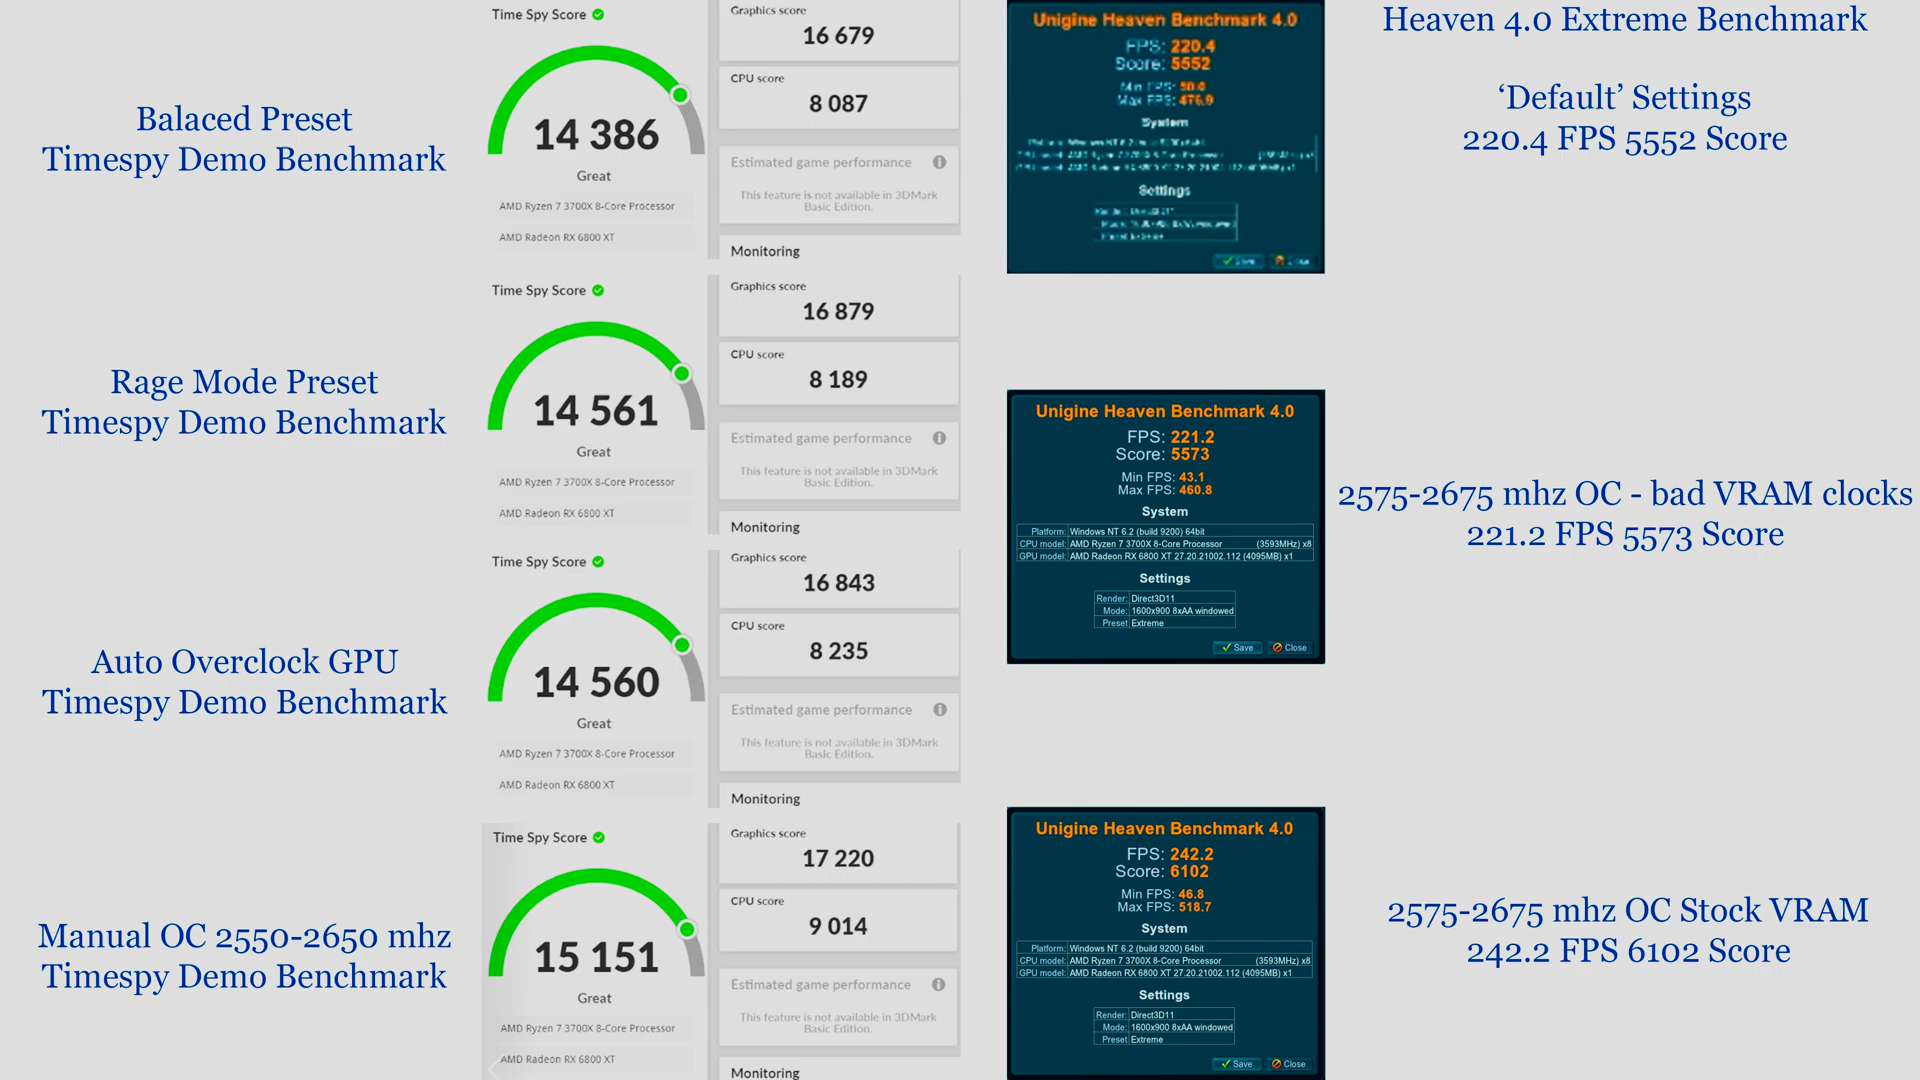 Balaced Preset
Timespy Demo Benchmark
Time Spy Score
14 386
Great
AMD Ryzen 7 3700X 8-Core Processor
AMD Radeon RX 6800 XT
Graphics score
16 679
CPU score
8 087
Estimated game performance
This feature is not available in 3DMark
Basic Edition.
Monitoring
Unigine Heaven Benchmark 4.0
FPS: 220.4
Score: 5552
Min FPS: 50.0
Max FPS: 476.9
System
Settings
Save
Close
Heaven 4.0 Extreme Benchmark
‘Default’ Settings
220.4 FPS 5552 Score
Rage Mode Preset
Timespy Demo Benchmark
Time Spy Score
14 561
Great
AMD Ryzen 7 3700X 8-Core Processor
AMD Radeon RX 6800 XT
Graphics score
16 879
CPU score
8 189
Estimated game performance
This feature is not available in 3DMark
Basic Edition.
Monitoring
Unigine Heaven Benchmark 4.0
FPS: 221.2
Score: 5573
Min FPS: 43.1
Max FPS: 460.8
System
Platform: Windows NT 6.2 (build 9200) 64bit
CPU model: AMD Ryzen 7 3700X 8-Core Processor (3593MHz) x8
GPU model: AMD Radeon RX 6800 XT 27.20.21002.112 (4095MB) x1
Settings
Render: Direct3D11
Mode: 1600x900 8xAA windowed
Preset Extreme
Save
Close
2575-2675 mhz OC - bad VRAM clocks
221.2 FPS 5573 Score
Auto Overclock GPU
Timespy Demo Benchmark
Time Spy Score
14 560
Great
AMD Ryzen 7 3700X 8-Core Processor
AMD Radeon RX 6800 XT
Graphics score
16 843
CPU score
8 235
Estimated game performance
This feature is not available in 3DMark
Basic Edition.
Monitoring
Manual OC 2550-2650 mhz
Timespy Demo Benchmark
Time Spy Score
15 151
Great
AMD Ryzen 7 3700X 8-Core Processor
AMD Radeon RX 6800 XT
Graphics score
17 220
CPU score
9 014
Estimated game performance
This feature is not available in 3DMark
Basic Edition.
Monitoring
Unigine Heaven Benchmark 4.0
FPS: 242.2
Score: 6102
Min FPS: 46.8
Max FPS: 518.7
System
Platform: Windows NT 6.2 (build 9200) 64bit
CPU model: AMD Ryzen 7 3700X 8-Core Processor (3593MHz) x8
GPU model: AMD Radeon RX 6800 XT 27.20.21002.112 (4095MB) x1
Settings
Render: Direct3D11
Mode: 1600x900 8xAA windowed
Preset Extreme
Save
Close
2575-2675 mhz OC Stock VRAM
242.2 FPS 6102 Score